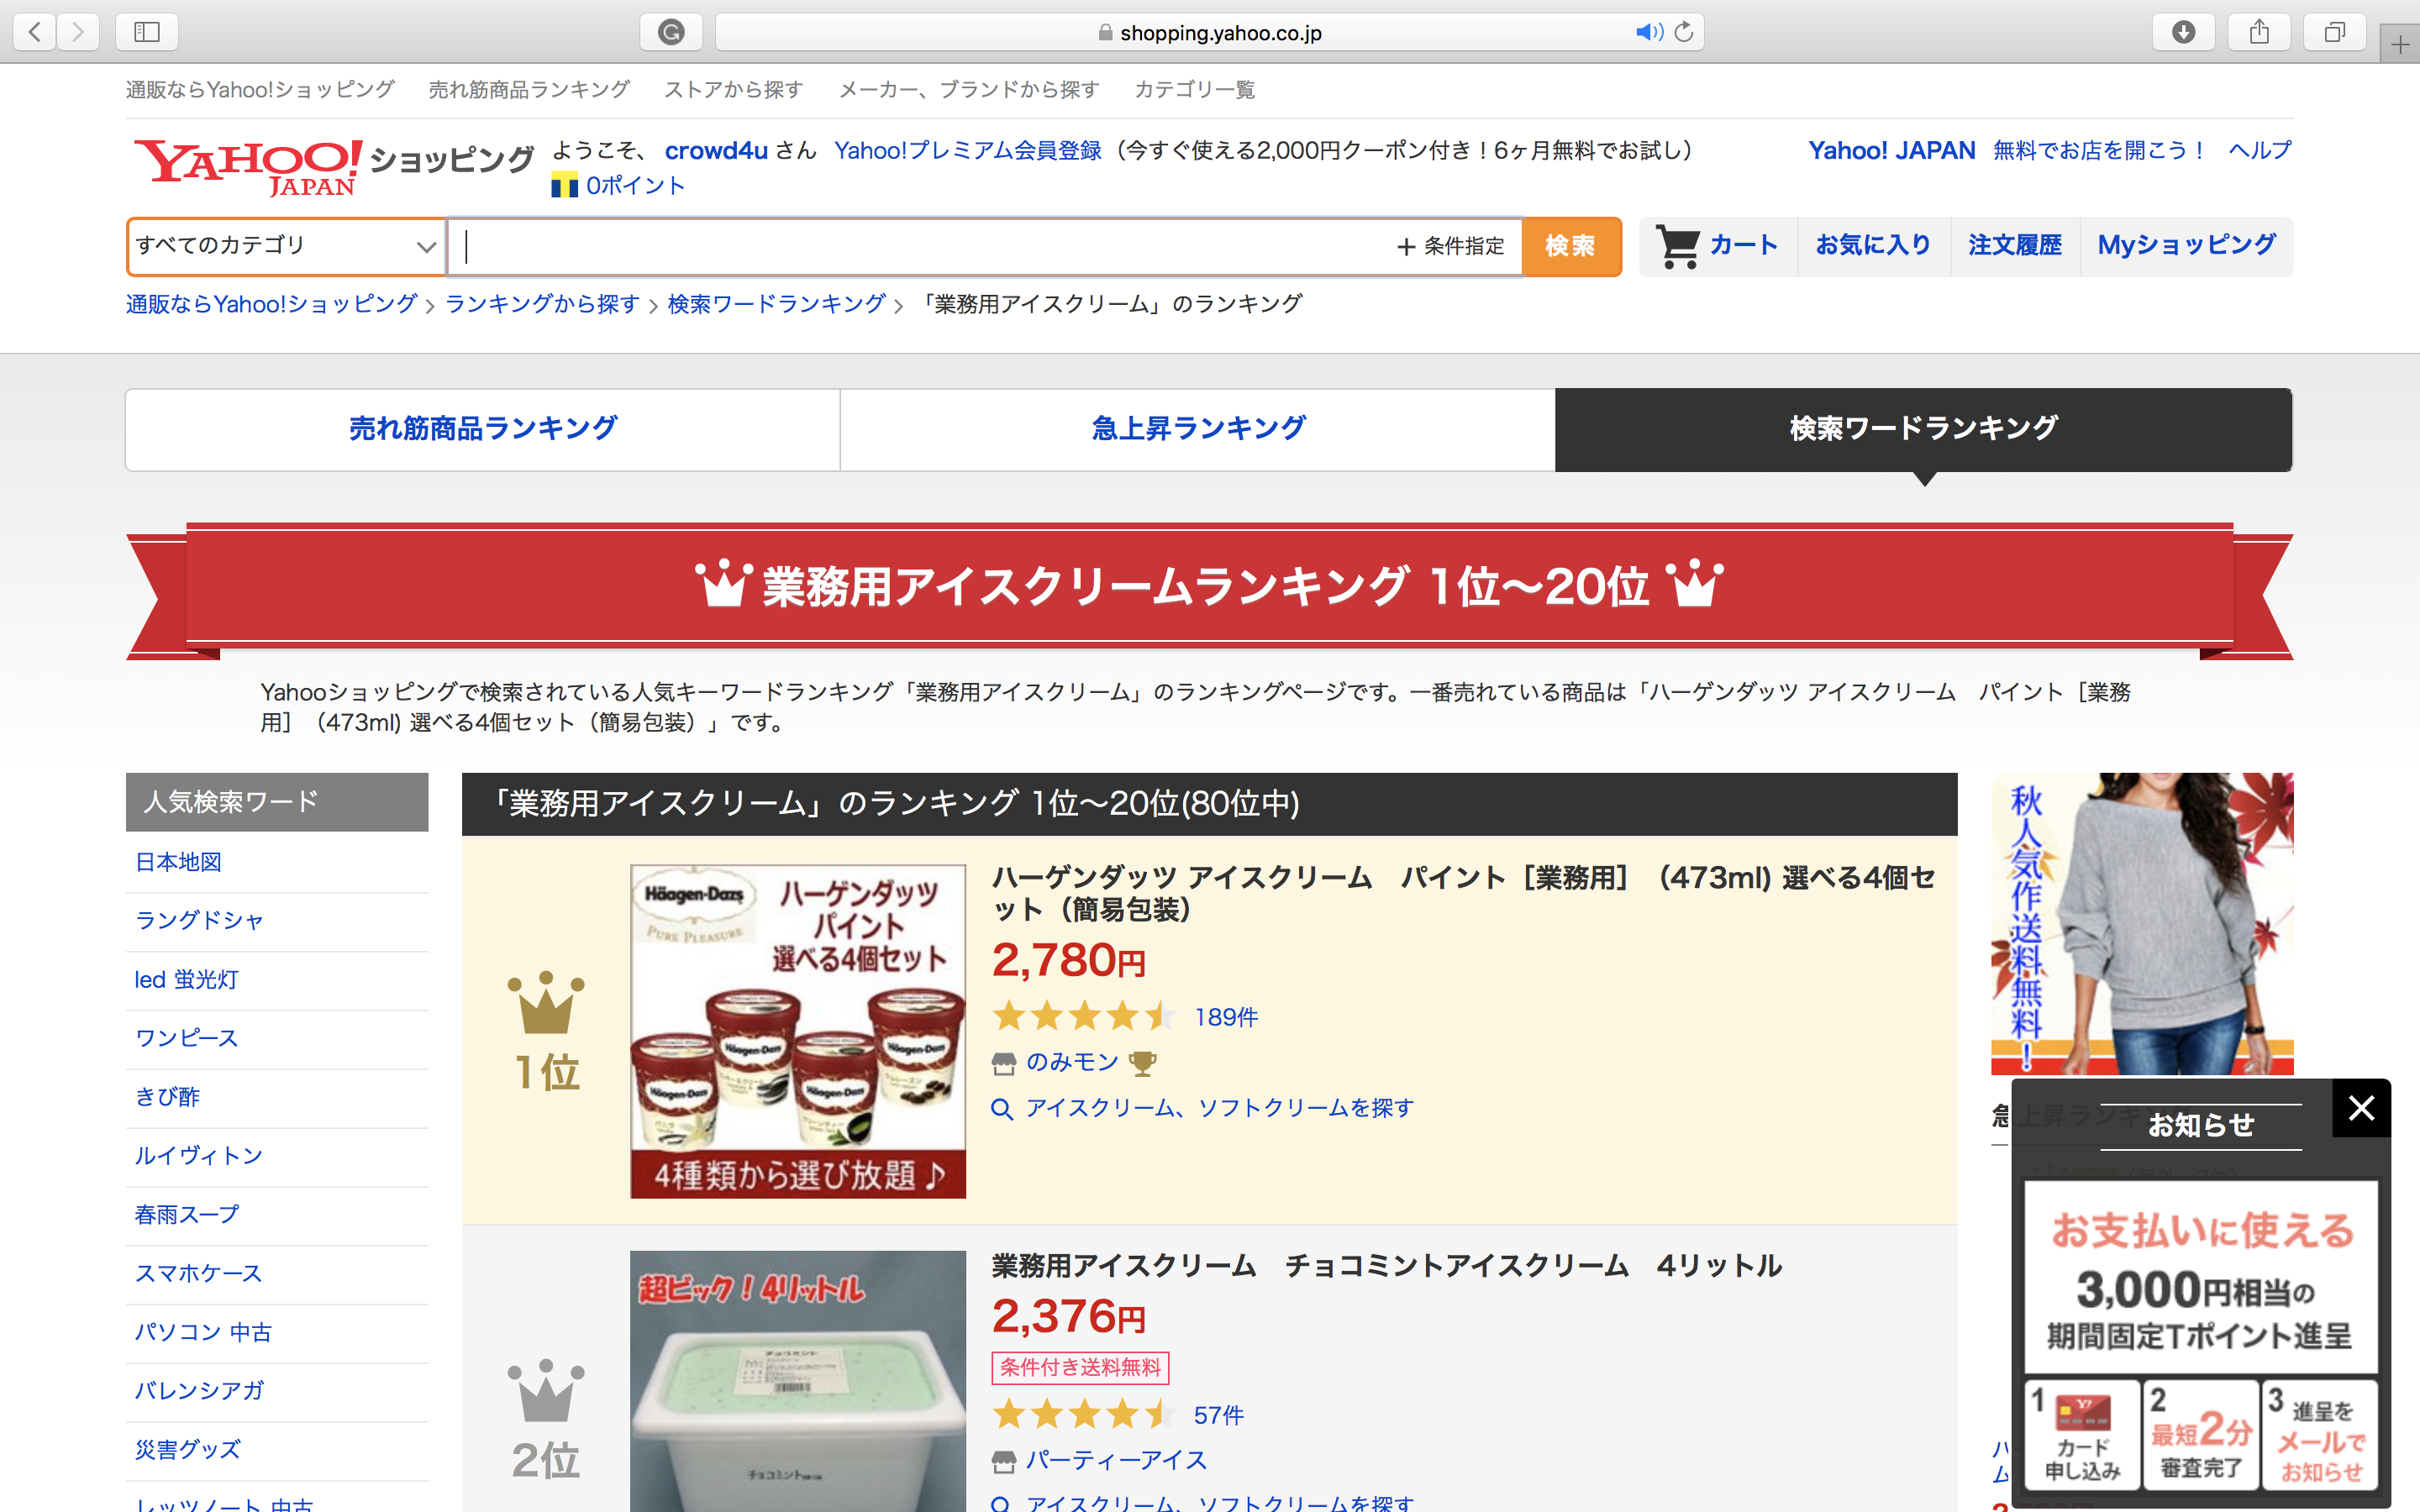 shopping.yahoo.co.jp
通販ならYahoo!ショッピング 売れ筋商品ランキング ストアから探す メーカー、ブランドから探す カテゴリ一覧
YAHOO! JAPAN ショッピング
ようこそ、 crowd4u さん Yahoo!プレミアム会員登録（今すぐ使える2,000円クーポン付き！6ヶ月無料でお試し）
Yahoo! JAPAN 無料でお店を開こう！ ヘルプ
0ポイント
すべてのカテゴリ
＋条件指定 検索
カート お気に入り 注文履歴 Myショッピング
通販ならYahoo!ショッピング > ランキングから探す > 検索ワードランキング > 「業務用アイスクリーム」のランキング
売れ筋商品ランキング 急上昇ランキング 検索ワードランキング
業務用アイスクリームランキング 1位〜20位
Yahooショッピングで検索されている人気キーワードランキング「業務用アイスクリーム」のランキングページです。一番売れている商品は「ハーゲンダッツ アイスクリーム　パイント［業務
用］（473ml) 選べる4個セット（簡易包装）」です。
人気検索ワード
日本地図
ラングドシャ
led 蛍光灯
ワンピース
きび酢
ルイヴィトン
春雨スープ
スマホケース
パソコン 中古
バレンシアガ
災害グッズ
レッツノート 中古
「業務用アイスクリーム」のランキング 1位〜20位(80位中)
1位
Häagen-Dazs
PURE PLEASURE
ハーゲンダッツ
パイント
選べる4個セット
Häagen-Dazs
Häagen-Dazs
Häagen-Dazs
Häagen-Dazs
4種類から選び放題♪
ハーゲンダッツ アイスクリーム　パイント［業務用］（473ml) 選べる4個セ
ット（簡易包装）
2,780円
189件
のみモン
アイスクリーム、ソフトクリームを探す
2位
超ビック！4リットル
チョコミント
業務用アイスクリーム　チョコミントアイスクリーム　4リットル
2,376円
条件付き送料無料
57件
パーティーアイス
アイスクリーム、ソフトクリームを探す
秋人気作送料無料！
急上昇ランキング
お知らせ
お支払いに使える
3,000円相当の
期間固定Tポイント進呈
1 Y!
カード
申し込み
2
最短2分
審査完了
3 進呈を
メールで
お知らせ